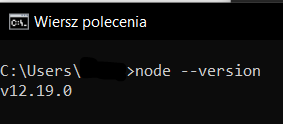 Wiersz polecenia
C:\Users\ >node --version
v12.19.0